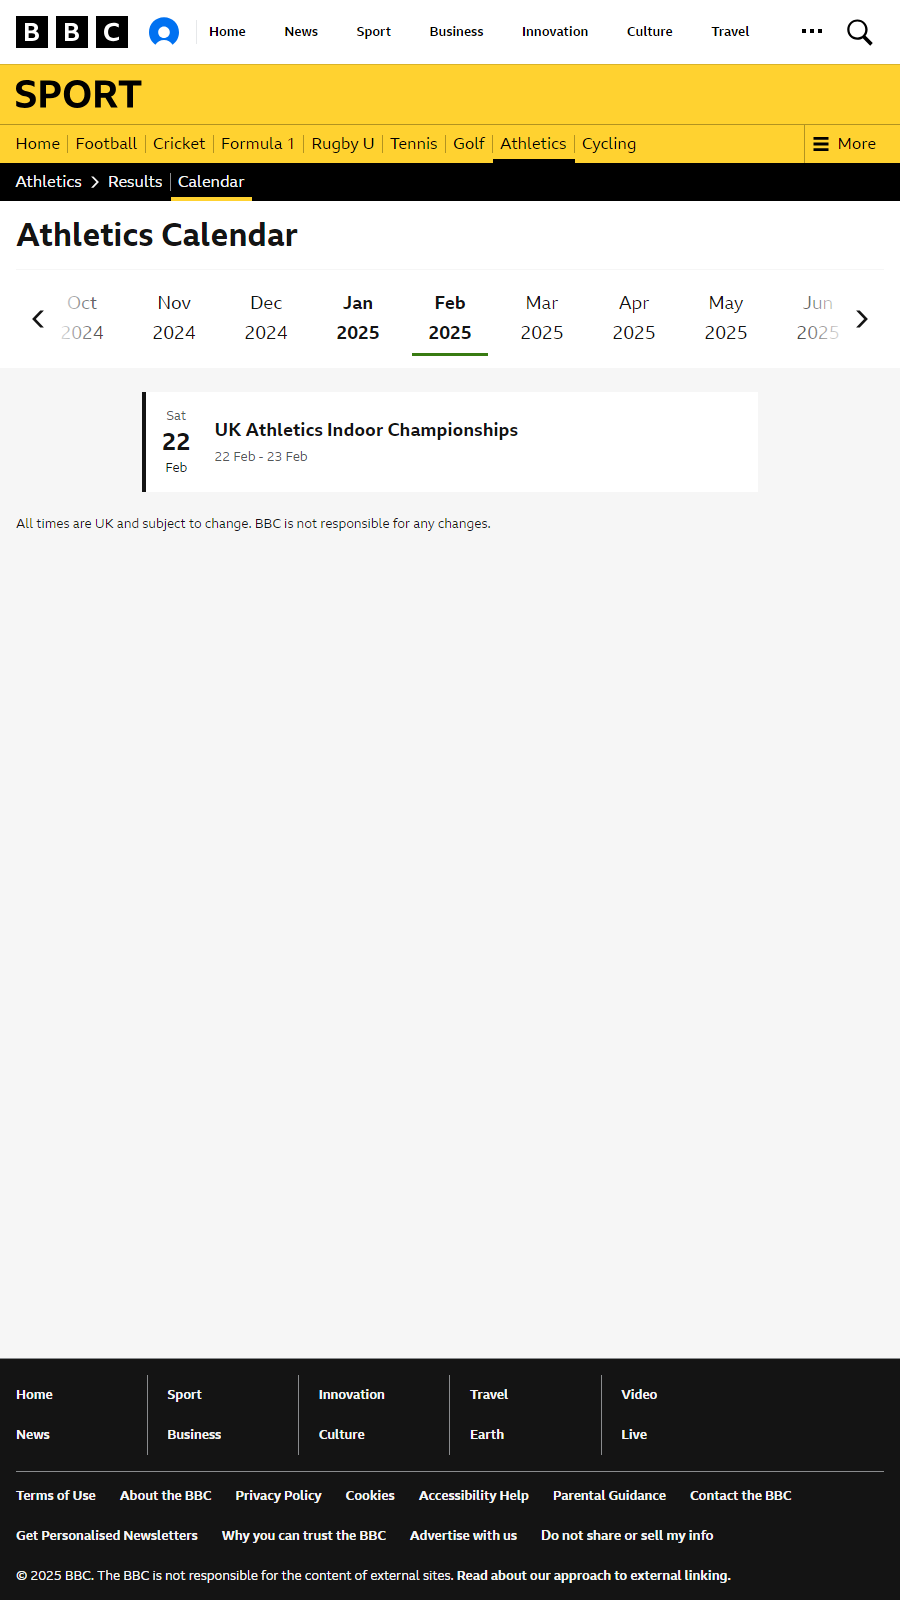 BBC Home News Sport Business Innovation Culture Travel
SPORT
Home Football Cricket Formula 1 Rugby U Tennis Golf Athletics Cycling More
Athletics Results Calendar
Athletics Calendar
Oct Nov Dec Jan Feb Mar Apr May Jun
2024 2024 2024 2025 2025 2025 2025 2025 2025
Sat
22
Feb
UK Athletics Indoor Championships
22 Feb - 23 Feb
All times are UK and subject to change. BBC is not responsible for any changes.
Home Sport Innovation Travel Video
News Business Culture Earth Live
Terms of Use About the BBC Privacy Policy Cookies Accessibility Help Parental Guidance Contact the BBC
Get Personalised Newsletters Why you can trust the BBC Advertise with us Do not share or sell my info
© 2025 BBC. The BBC is not responsible for the content of external sites. Read about our approach to external linking.